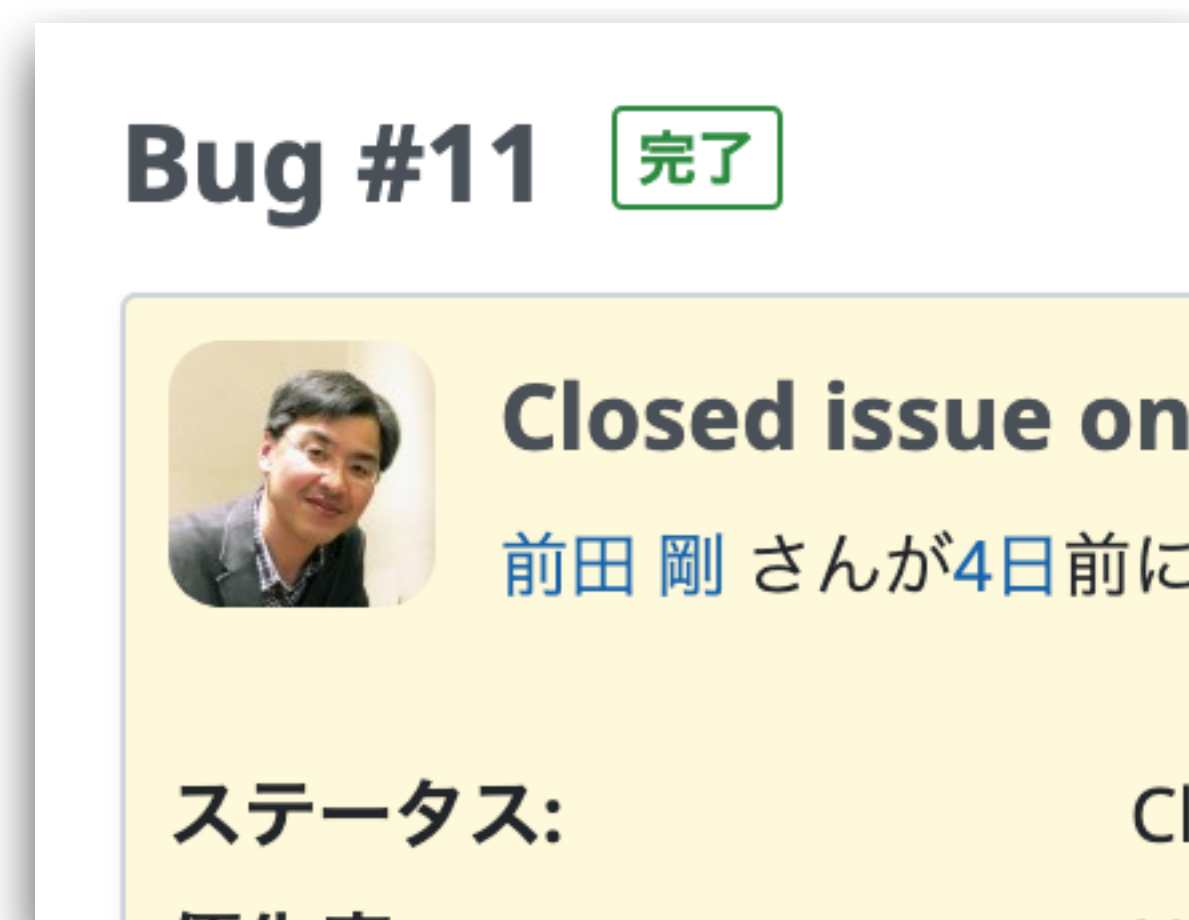 Bug #11 完了
Closed issue on
前田 剛 さんが4日前に
ステータス: